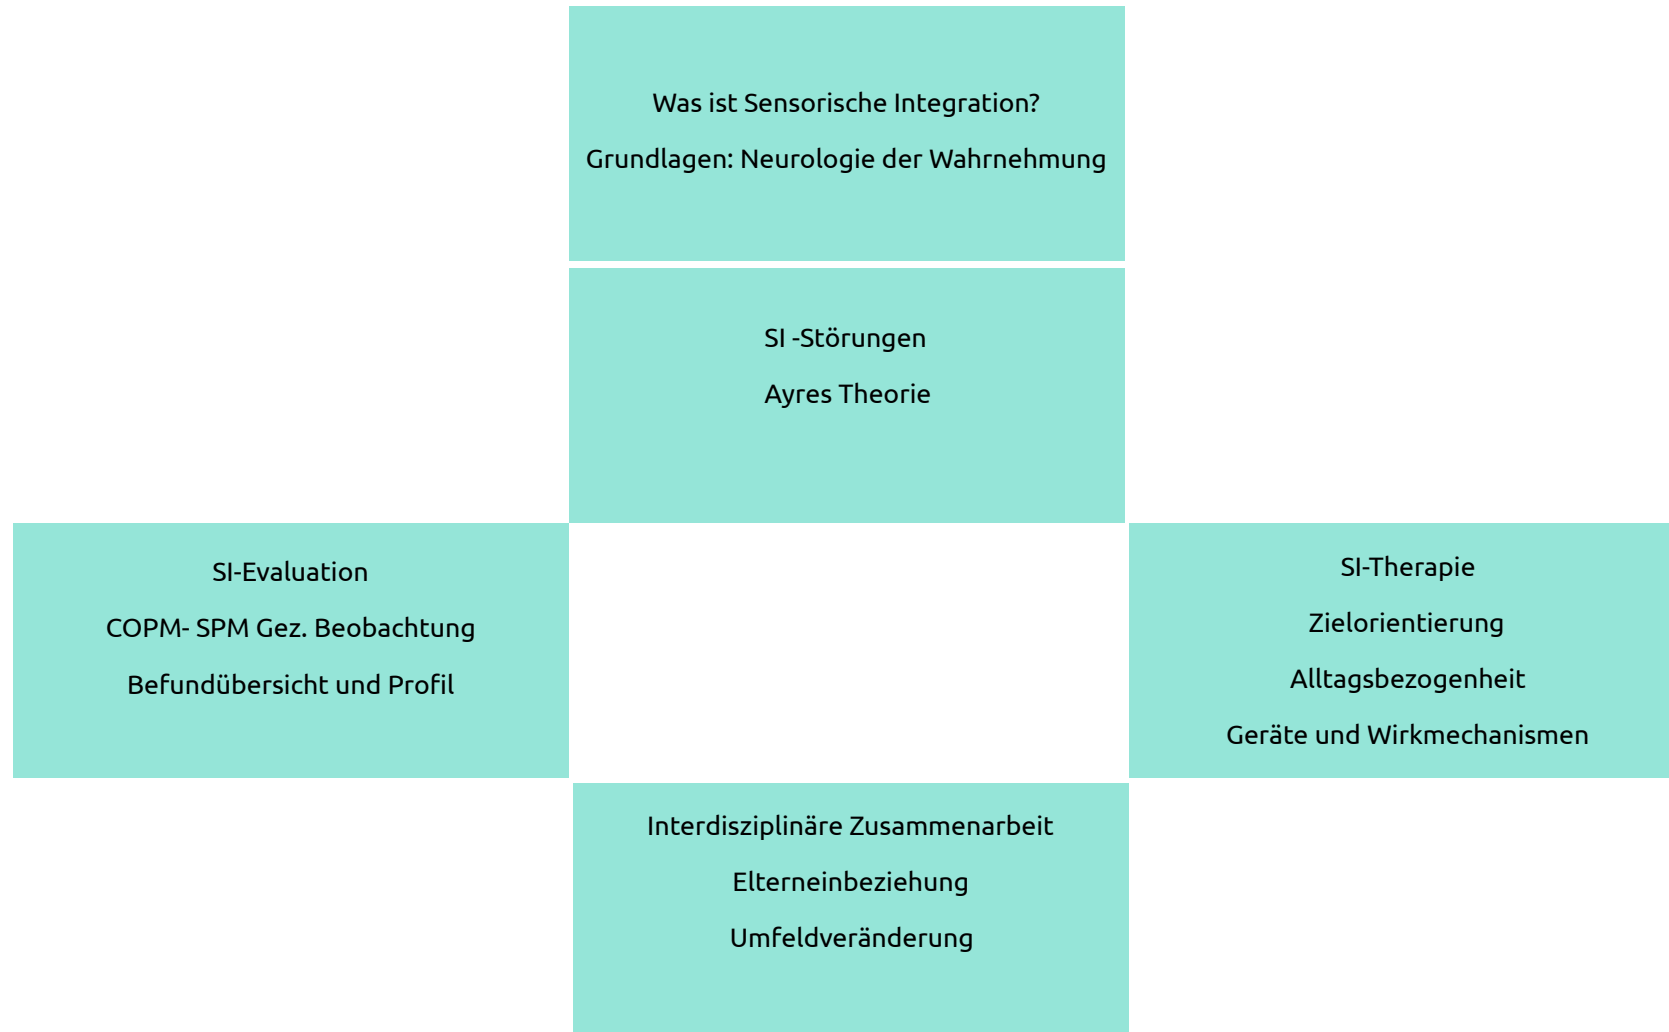 Was ist Sensorische Integration?
Grundlagen: Neurologie der Wahrnehmung
SI -Störungen
Ayres Theorie
SI-Evaluation
COPM- SPM Gez. Beobachtung
Befundübersicht und Profil
SI-Therapie
Zielorientierung
Alltagsbezogenheit
Geräte und Wirkmechanismen
Interdisziplinäre Zusammenarbeit
Elterneinbeziehung
Umfeldveränderung